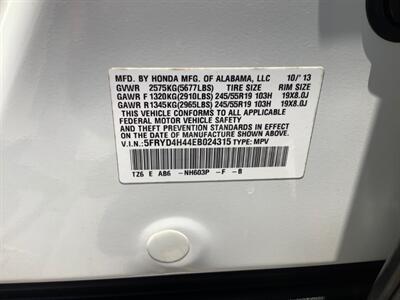 MFD. BY HONDA MFG. OF ALABAMA, LLC 10/'13
GVWR 2575KG(5677LBS) TIRE SIZE RIM SIZE
GAWR F 1320KG(2910LBS) 245/55R19 103H 19X8.0J
GAWR R 1345KG(2965LBS) 245/55R19 103H 19X8.0J
THIS VEHICLE CONFORMS TO ALL APPLICABLE
FEDERAL MOTOR VEHICLE SAFETY
AND THEFT PREVENTION STANDARDS IN EFFECT
ON THE DATE OF MANUFACTURE SHOWN ABOVE.
V.I.N.:5FRYD4H44EB024315 TYPE: MPV
TZ6 E AB6 -NH603P -F -B